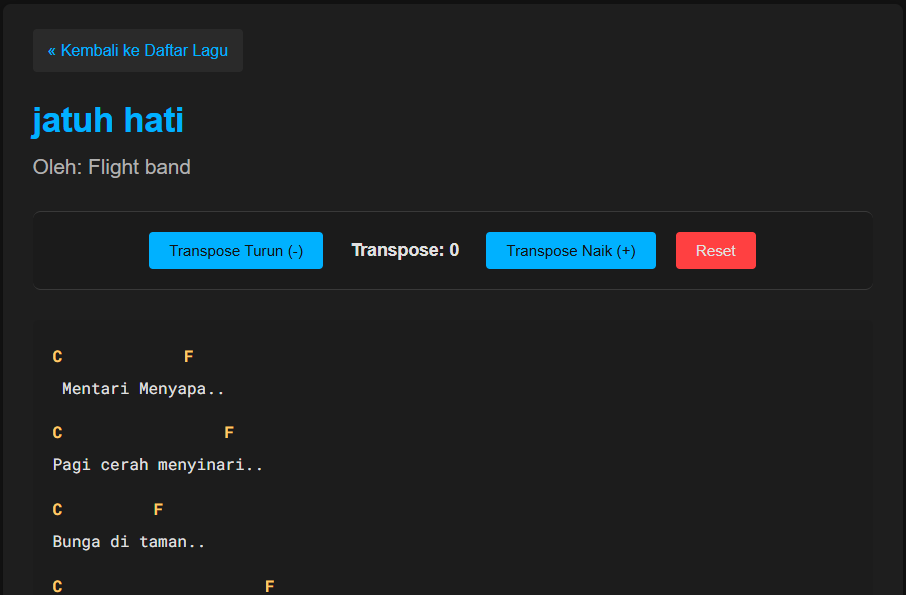 « Kembali ke Daftar Lagu
jatuh hati
Oleh: Flight band
Transpose Turun (-) Transpose: 0 Transpose Naik (+) Reset
C F
Mentari Menyapa..
C F
Pagi cerah menyinari..
C F
Bunga di taman..
C F